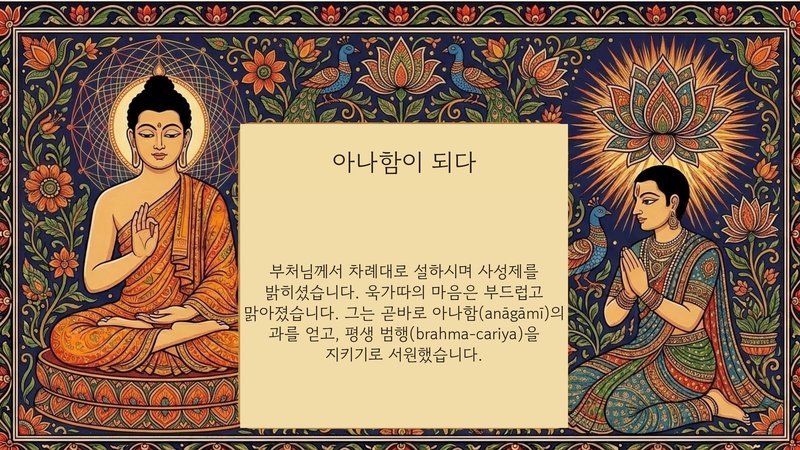 아나함이 되다
부처님께서 차례대로 설하시며 사성제를
밝히셨습니다. 욱가따의 마음은 부드럽고
맑아졌습니다. 그는 곧바로 아나함(anāgāmī)의
과를 얻고, 평생 범행(brahma-cariya)을
지키기로 서원했습니다.